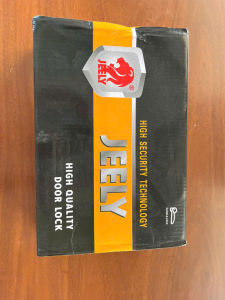 JEELY
®
HIGH SECURITY TECHNOLOGY
JEELY
HIGH QUALITY
DOOR LOCK